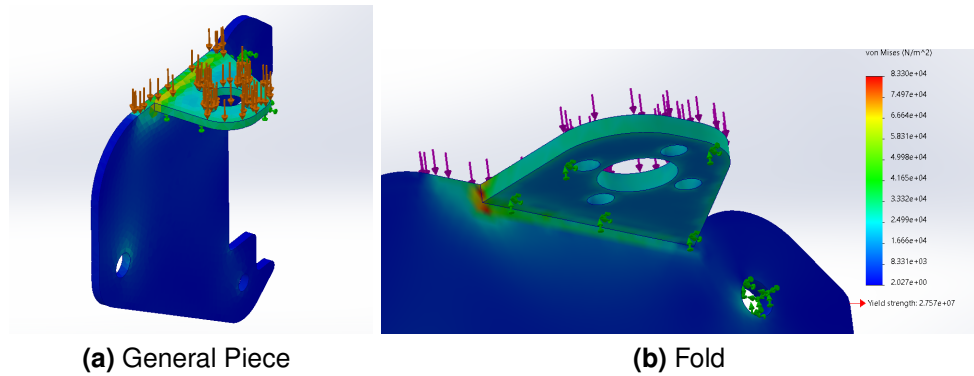 von Mises (N/m^2)
8.330e+04
7.497e+04
6.664e+04
5.831e+04
4.998e+04
4.165e+04
3.332e+04
2.499e+04
1.666e+04
8.331e+03
2.027e+00
Yield strength: 2.757e+07
(a) General Piece
(b) Fold